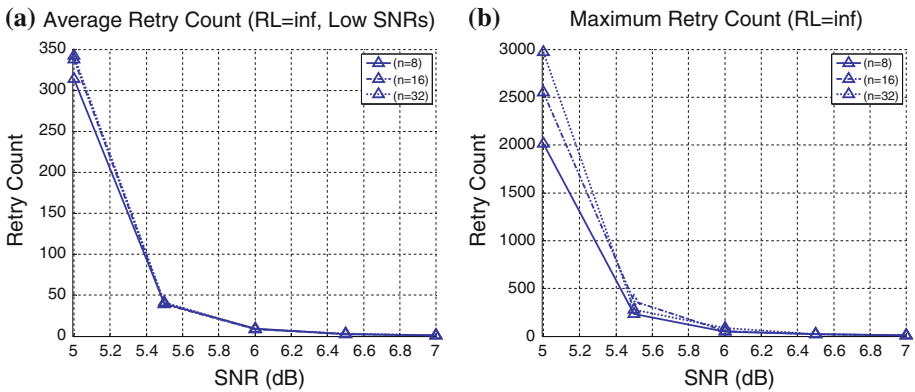 (a) Average Retry Count (RL=inf, Low SNRs)
350
300
250
200
150
100
50
0
Retry Count
5 5.2 5.4 5.6 5.8 6 6.2 6.4 6.6 6.8 7
SNR (dB)
(n=8)
(n=16)
(n=32)
(b) Maximum Retry Count (RL=inf)
3000
2500
2000
1500
1000
500
0
Retry Count
5 5.2 5.4 5.6 5.8 6 6.2 6.4 6.6 6.8 7
SNR (dB)
(n=8)
(n=16)
(n=32)